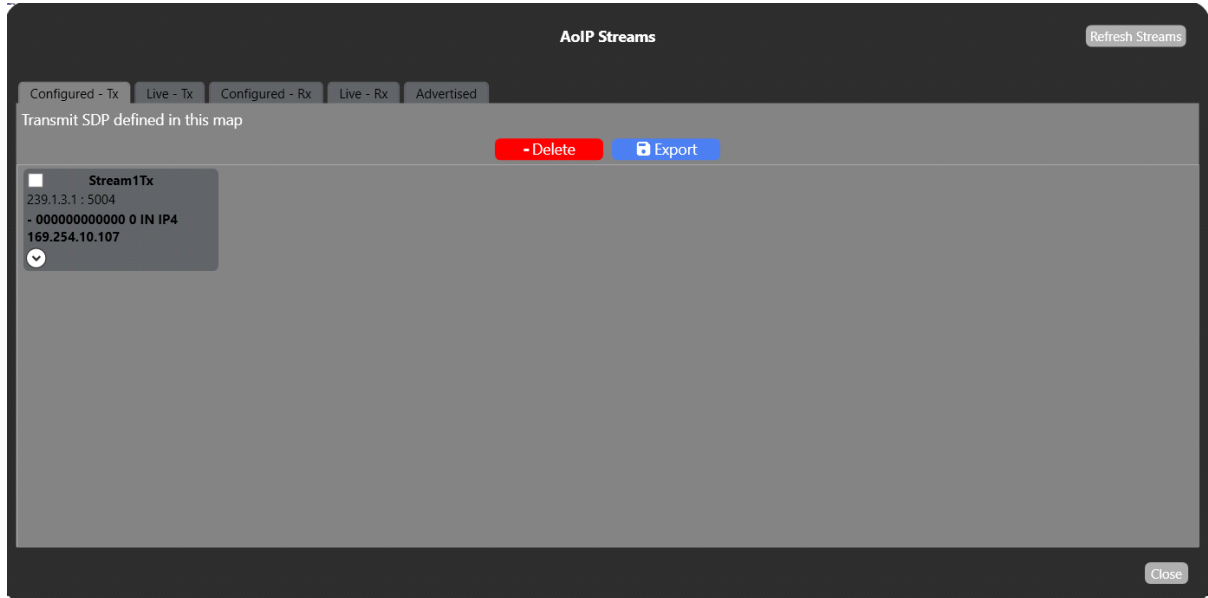 AoIP Streams
Refresh Streams
Configured - Tx
Live - Tx
Configured - Rx
Live - Rx
Advertised
Transmit SDP defined in this map
- Delete
Export
Stream1Tx
239.1.3.1 : 5004
- 000000000000 0 IN IP4
169.254.10.107
Close